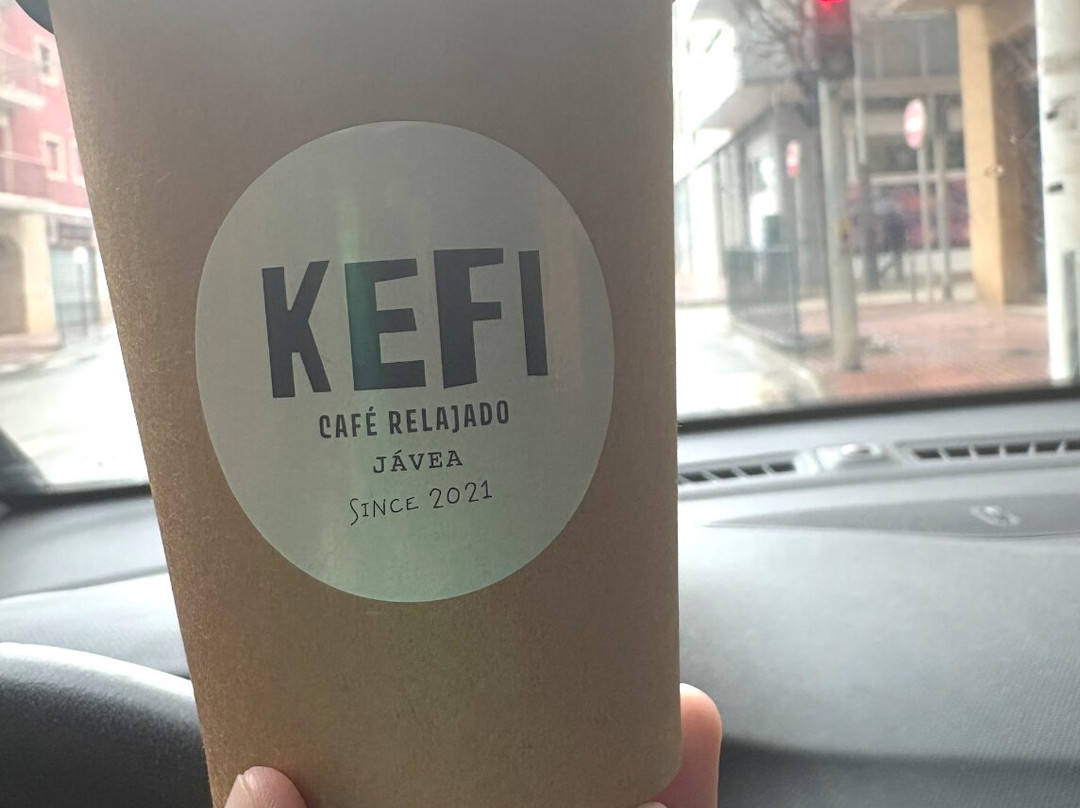 KEFI
CAFÉ RELAJADO
JÁVEA
SINCE 2021